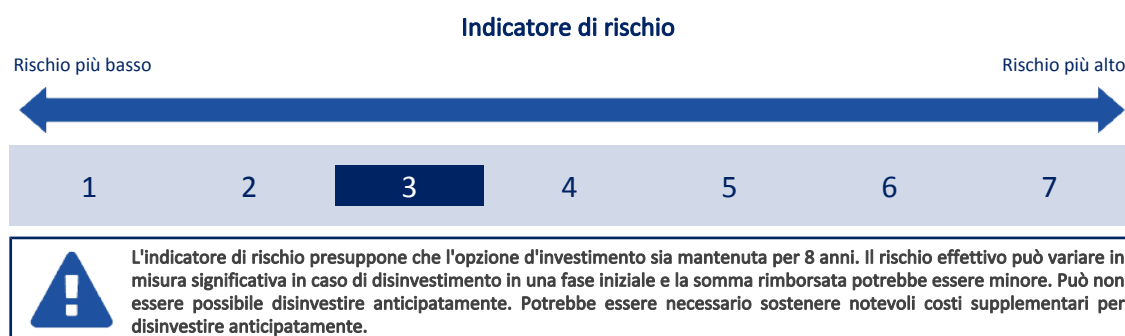 Indicatore di rischio
Rischio più basso
Rischio più alto
1 2 3 4 5 6 7
L'indicatore di rischio presuppone che l'opzione d'investimento sia mantenuta per 8 anni. Il rischio effettivo può variare in
misura significativa in caso di disinvestimento in una fase iniziale e la somma rimborsata potrebbe essere minore. Può non
essere possibile disinvestire anticipatamente. Potrebbe essere necessario sostenere notevoli costi supplementari per
disinvestire anticipatamente.